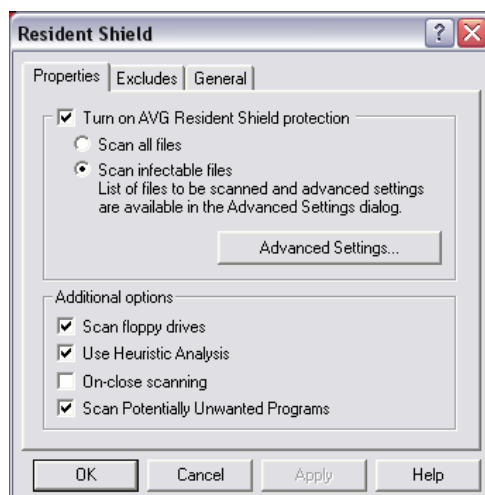 Resident Shield
Properties Excludes General
Turn on AVG Resident Shield protection
Scan all files
Scan infectable files
List of files to be scanned and advanced settings
are available in the Advanced Settings dialog.
Advanced Settings...
Additional options
Scan floppy drives
Use Heuristic Analysis
On-close scanning
Scan Potentially Unwanted Programs
OK Cancel Apply Help